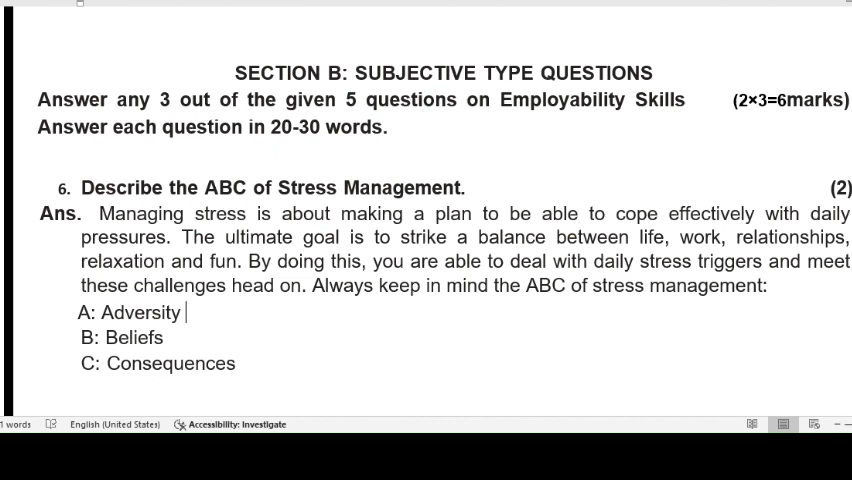 SECTION B: SUBJECTIVE TYPE QUESTIONS
Answer any 3 out of the given 5 questions on Employability Skills (2×3=6marks)
Answer each question in 20-30 words.
6. Describe the ABC of Stress Management. (2)
Ans. Managing stress is about making a plan to be able to cope effectively with daily
pressures. The ultimate goal is to strike a balance between life, work, relationships,
relaxation and fun. By doing this, you are able to deal with daily stress triggers and meet
these challenges head on. Always keep in mind the ABC of stress management:
A: Adversity
B: Beliefs
C: Consequences
1 words English (United States) Accessibility: Investigate